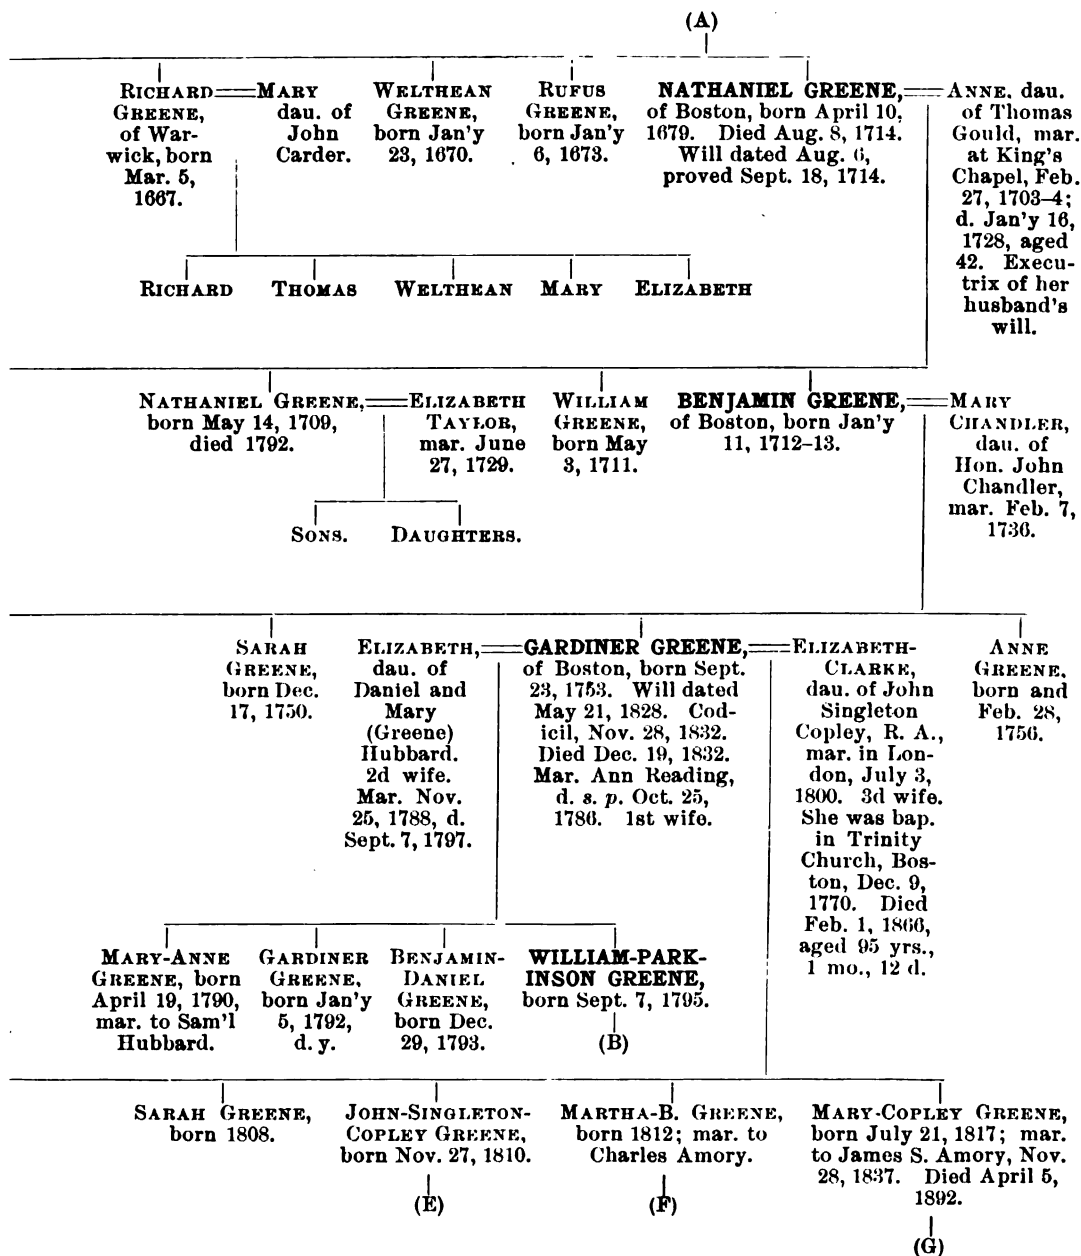 (A)
RICHARD GREENE, of Warwick, born Mar. 5, 1667.
MARY dau. of John Carder.
WELTHEAN GREENE, born Jan'y 23, 1670.
RUFUS GREENE, born Jan'y 6, 1673.
NATHANIEL GREENE, of Boston, born April 10, 1679. Died Aug. 8, 1714. Will dated Aug. 6, proved Sept. 18, 1714.
ANNE, dau. of Thomas Gould, mar. at King's Chapel, Feb. 27, 1703–4; d. Jan'y 16, 1728, aged 42. Executrix of her husband's will.
RICHARD THOMAS WELTHEAN MARY ELIZABETH
NATHANIEL GREENE, born May 14, 1709, died 1792.
ELIZABETH TAYLOR, mar. June 27, 1729.
WILLIAM GREENE, born May 3, 1711.
BENJAMIN GREENE, of Boston, born Jan'y 11, 1712–13.
MARY CHANDLER, dau. of Hon. John Chandler, mar. Feb. 7, 1736.
SONS. DAUGHTERS.
SARAH GREENE, born Dec. 17, 1750.
ELIZABETH, dau. of Daniel and Mary (Greene) Hubbard. 2d wife. Mar. Nov. 25, 1788, d. Sept. 7, 1797.
GARDINER GREENE, of Boston, born Sept. 23, 1753. Will dated May 21, 1828. Codicil, Nov. 28, 1832. Died Dec. 19, 1832. Mar. Ann Reading, d. s. p. Oct. 25, 1786. 1st wife.
ELIZABETH-CLARKE, dau. of John Singleton Copley, R. A., mar. in London, July 3, 1800. 3d wife. She was bap. in Trinity Church, Boston, Dec. 9, 1770. Died Feb. 1, 1866, aged 95 yrs., 1 mo., 12 d.
ANNE GREENE, born and Feb. 28, 1756.
MARY-ANNE GREENE, born April 19, 1790, mar. to Sam'l Hubbard.
GARDINER GREENE, born Jan'y 5, 1792, d. y.
BENJAMIN-DANIEL GREENE, born Dec. 29, 1793.
WILLIAM-PARKINSON GREENE, born Sept. 7, 1795.
(B)
SARAH GREENE, born 1808.
JOHN-SINGLETON-COPLEY GREENE, born Nov. 27, 1810.
(E)
MARTHA-B. GREENE, born 1812; mar. to Charles Amory.
(F)
MARY-COPLEY GREENE, born July 21, 1817; mar. to James S. Amory, Nov. 28, 1837. Died April 5, 1892.
(G)